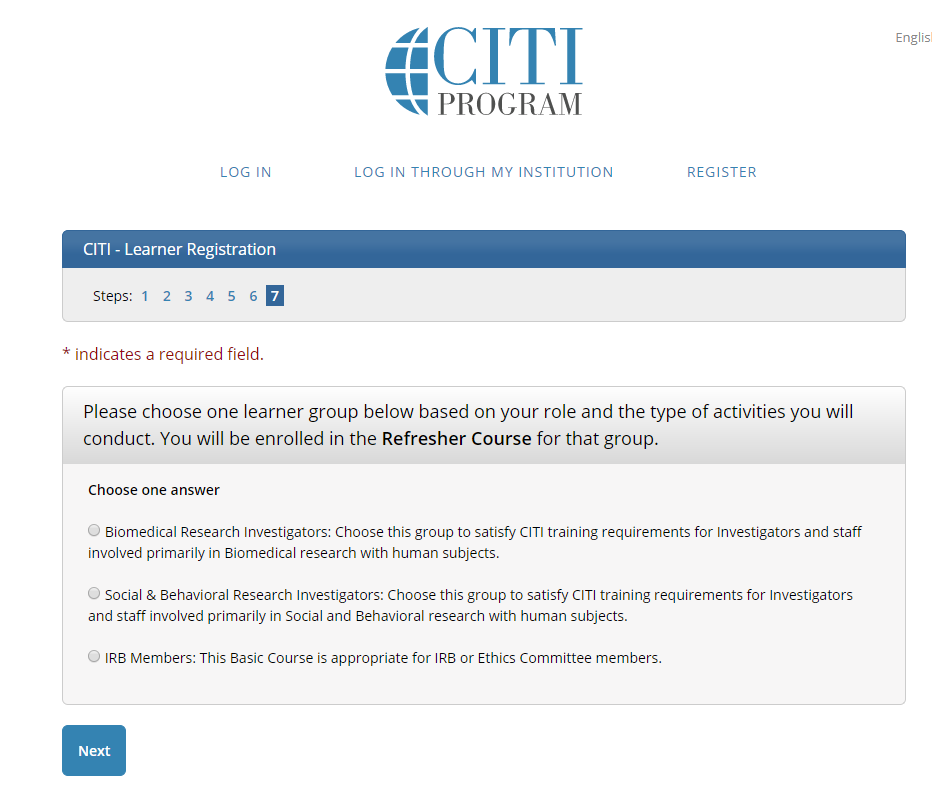 CITI
PROGRAM
LOG IN LOG IN THROUGH MY INSTITUTION REGISTER
CITI - Learner Registration
Steps: 1 2 3 4 5 6 7
* indicates a required field.
Please choose one learner group below based on your role and the type of activities you will
conduct. You will be enrolled in the Refresher Course for that group.
Choose one answer
Biomedical Research Investigators: Choose this group to satisfy CITI training requirements for Investigators and staff
involved primarily in Biomedical research with human subjects.
Social & Behavioral Research Investigators: Choose this group to satisfy CITI training requirements for Investigators
and staff involved primarily in Social and Behavioral research with human subjects.
IRB Members: This Basic Course is appropriate for IRB or Ethics Committee members.
Next